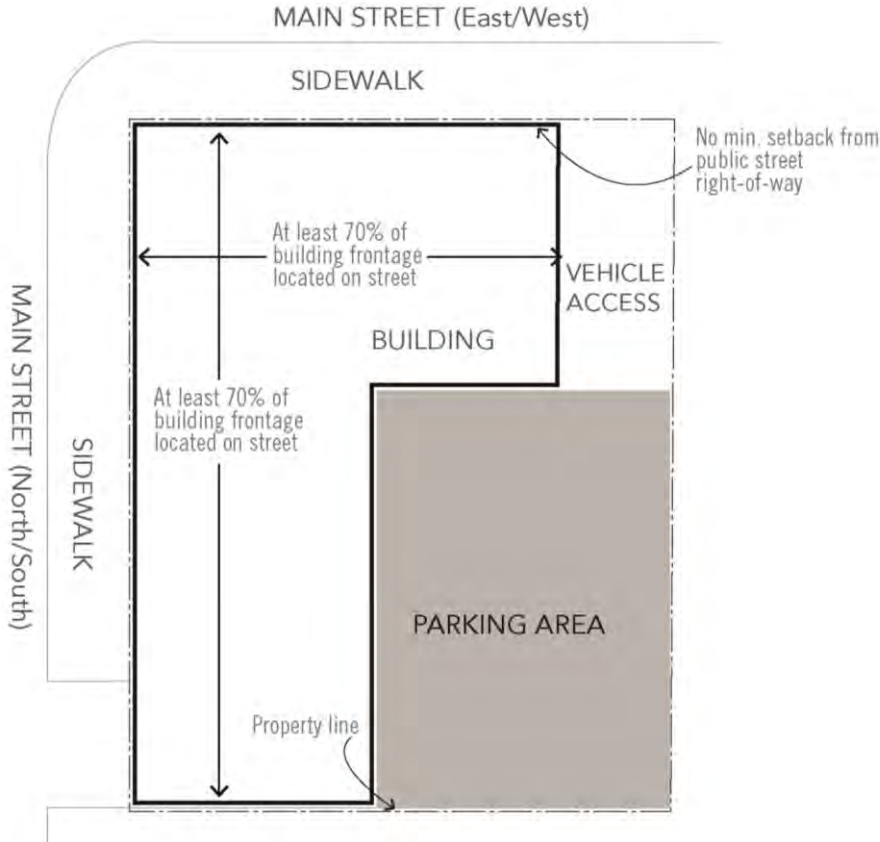 MAIN STREET (East/West)
SIDEWALK
No min. setback from
public street
right-of-way
At least 70% of
building frontage
located on street
VEHICLE
ACCESS
BUILDING
MAIN STREET (North/South)
SIDEWALK
At least 70% of
building frontage
located on street
PARKING AREA
Property line